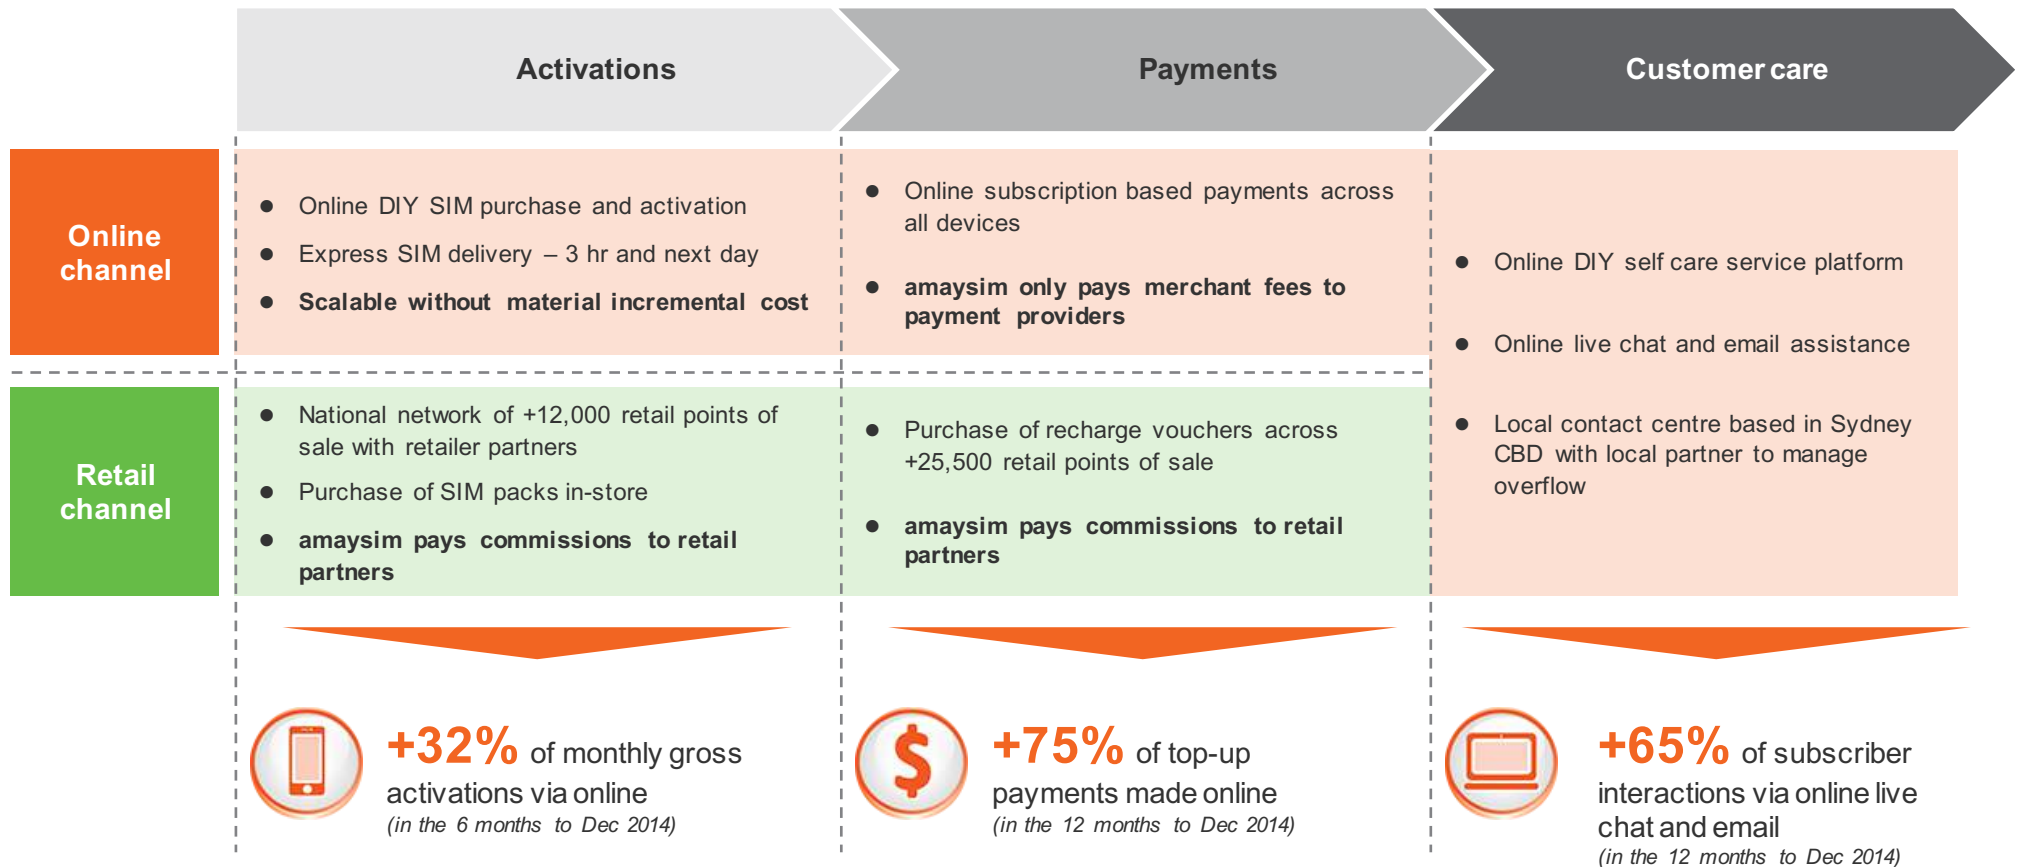 Activations
Payments
Customer care
Online
channel
● Online DIY SIM purchase and activation
● Express SIM delivery – 3 hr and next day
● Scalable without material incremental cost
● Online subscription based payments across
all devices
● amaysim only pays merchant fees to
payment providers
● Online DIY self care service platform
● Online live chat and email assistance
● Local contact centre based in Sydney
CBD with local partner to manage
overflow
Retail
channel
● National network of +12,000 retail points of
sale with retailer partners
● Purchase of SIM packs in-store
● amaysim pays commissions to retail
partners
● Purchase of recharge vouchers across
+25,500 retail points of sale
● amaysim pays commissions to retail
partners
+32% of monthly gross
activations via online
(in the 6 months to Dec 2014)
$
+75% of top-up
payments made online
(in the 12 months to Dec 2014)
+65% of subscriber
interactions via online live
chat and email
(in the 12 months to Dec 2014)